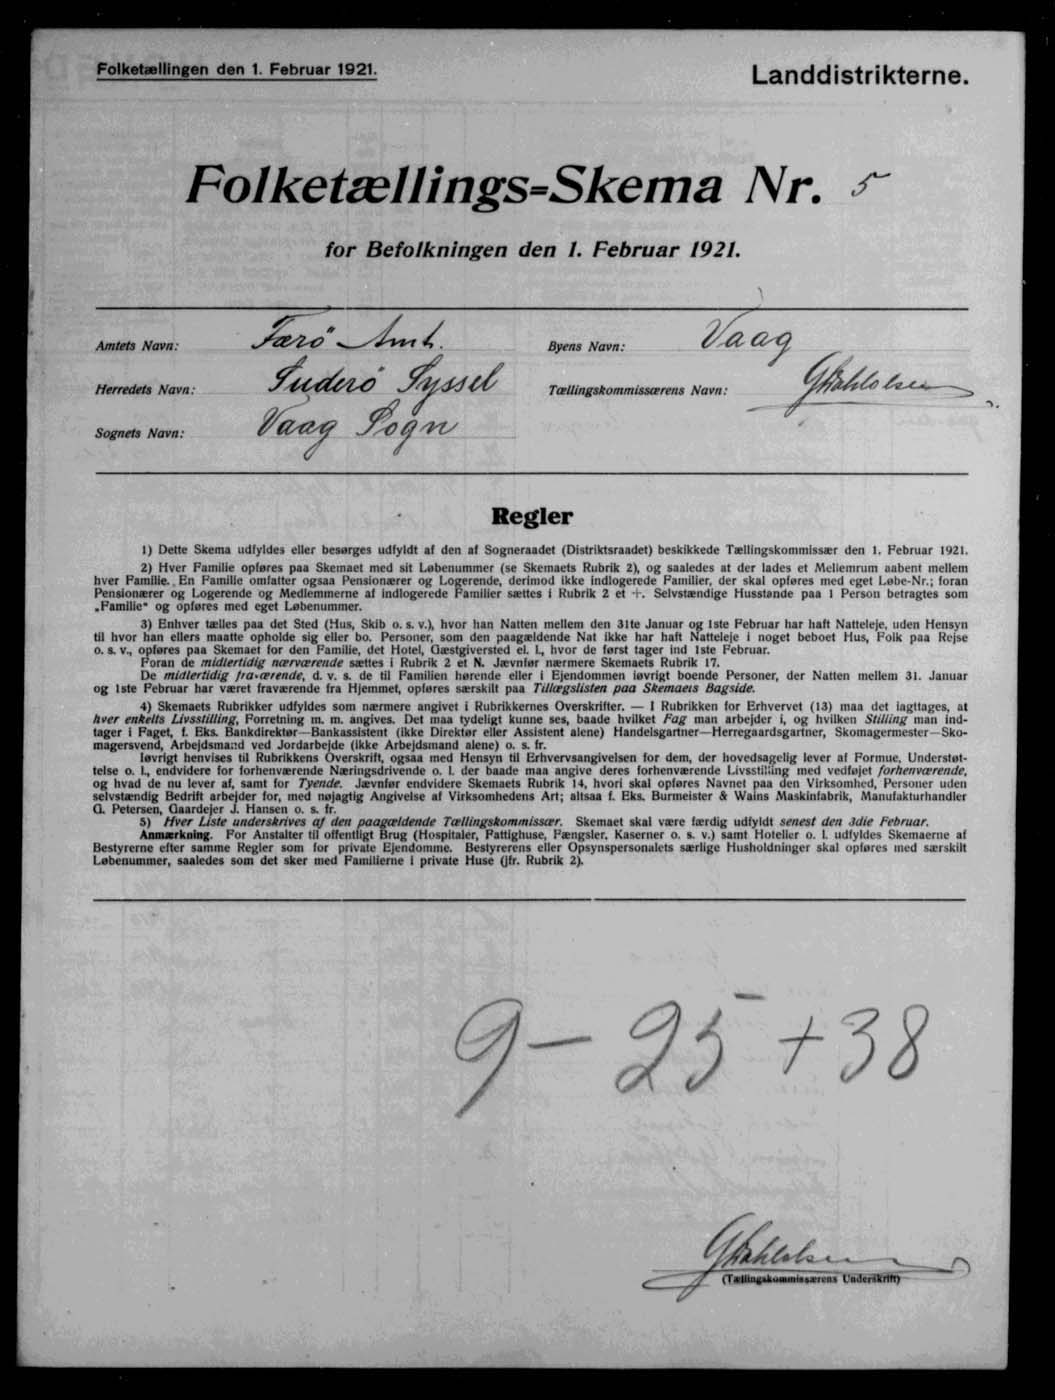 Folketællingen den 1. Februar 1921.
Landdistrikterne.
Folketællings=Skema Nr. 5
for Befolkningen den 1. Februar 1921.
Amtets Navn: Færö Amt.
Byens Navn: Vaag
Herredets Navn: Suderö Syssel
Tællingskommissærens Navn:
Sognets Navn: Vaag Sogn
Regler
1) Dette Skema udfyldes eller besørges udfyldt af den af Sogneraadet (Distriktsraadet) beskikkede Tællingskommissær den 1. Februar 1921.
2) Hver Familie opføres paa Skemaet med sit Løbenummer (se Skemaets Rubrik 2), og saaledes at der lades et Mellemrum aabent mellem
hver Familie. En Familie omfatter ogsaa Pensionærer og Logerende, derimod ikke indlogerede Familier, der skal opføres med eget Løbe-Nr.; foran
Pensionærer og Logerende og Medlemmerne af indlogerede Familier sættes i Rubrik 2 et +. Selvstændige Husstande paa 1 Person betragtes som
„Familie“ og opføres med eget Løbenummer.
3) Enhver tælles paa det Sted (Hus, Skib o. s. v.), hvor han Natten mellem den 31te Januar og 1ste Februar har haft Natteleje, uden Hensyn
til hvor han ellers maatte opholde sig eller bo. Personer, som den paagældende Nat ikke har haft Natteleje i noget beboet Hus, Folk paa Rejse
o. s. v., opføres paa Skemaet for den Familie, det Hotel, Gæstgiversted el. l., hvor de først tager ind 1ste Februar.
Foran de midlertidig nærværende sættes i Rubrik 2 et N. Jævnfør nærmere Skemaets Rubrik 17.
De midlertidig fraværende, d. v. s. de til Familien hørende eller i Ejendommen iøvrigt boende Personer, der Natten mellem 31. Januar
og 1ste Februar har været fraværende fra Hjemmet, opføres særskilt paa Tillægslisten paa Skemaets Bagside.
4) Skemaets Rubrikker udfyldes som nærmere angivet i Rubrikkernes Overskrifter. — I Rubrikken for Erhvervet (13) maa det iagttages, at
hver enkelts Livsstilling, Forretning m. m. angives. Det maa tydeligt kunne ses, baade hvilket Fag man arbejder i, og hvilken Stilling man ind-
tager i Faget, f. Eks. Bankdirektør—Bankassistent (ikke Direktør eller Assistent alene) Handelsgartner—Herregaardsgartner, Skomagermester—Sko-
magersvend, Arbejdsmand ved Jordarbejde (ikke Arbejdsmand alene) o. s. fr.
Iøvrigt henvises til Rubrikkens Overskrift, ogsaa med Hensyn til Erhvervsangivelsen for dem, der hovedsagelig lever af Formue, Understøt-
telse o. l., endvidere for forhenværende Næringsdrivende o. l. der baade maa angive deres forhenværende Livsstilling med vedføjet forhenværende,
og hvad de nu lever af, samt for Tyende. Jævnfør endvidere Skemaets Rubrik 14, hvori skal opføres Navnet paa den Virksomhed, Personer uden
selvstændig Bedrift arbejder for, med nøjagtig Angivelse af Virksomhedens Art; altsaa f. Eks. Burmeister & Wains Maskinfabrik, Manufakturhandler
G. Petersen, Gaardejer J. Hansen o. s. fr.
5) Hver Liste underskrives af den paagældende Tællingskommissær. Skemaet skal være færdig udfyldt senest den 3die Februar.
Anmærkning. For Anstalter til offentligt Brug (Hospitaler, Fattighuse, Fængsler, Kaserner o. s. v.) samt Hoteller o. l. udfyldes Skemaerne af
Bestyrerne efter samme Regler som for private Ejendomme. Bestyrerens eller Opsynspersonalets særlige Husholdninger skal opføres med særskilt
Løbenummer, saaledes som det sker med Familierne i private Huse (jfr. Rubrik 2).
9 — 25 + 38
(Tællingskommissærens Underskrift)